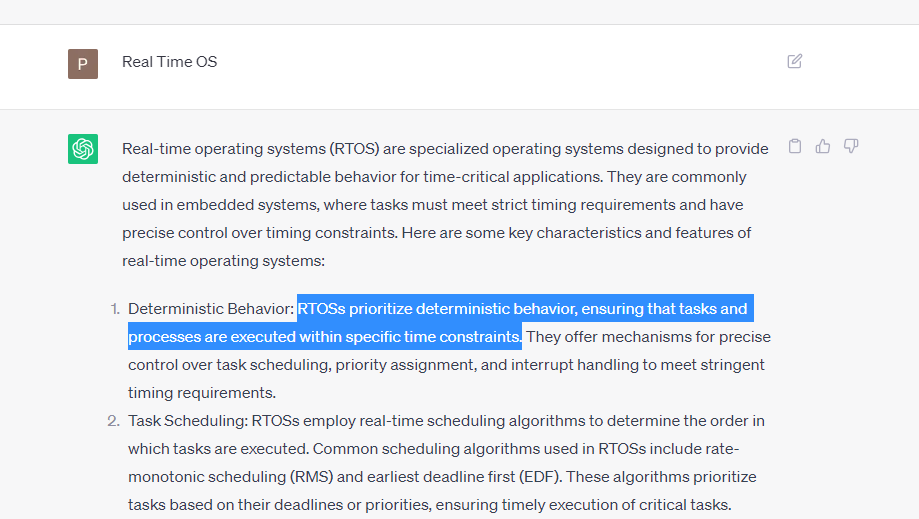 P
Real Time OS
Real-time operating systems (RTOS) are specialized operating systems designed to provide
deterministic and predictable behavior for time-critical applications. They are commonly
used in embedded systems, where tasks must meet strict timing requirements and have
precise control over timing constraints. Here are some key characteristics and features of
real-time operating systems:
1. Deterministic Behavior: RTOSs prioritize deterministic behavior, ensuring that tasks and
processes are executed within specific time constraints. They offer mechanisms for precise
control over task scheduling, priority assignment, and interrupt handling to meet stringent
timing requirements.
2. Task Scheduling: RTOSs employ real-time scheduling algorithms to determine the order in
which tasks are executed. Common scheduling algorithms used in RTOSs include rate-
monotonic scheduling (RMS) and earliest deadline first (EDF). These algorithms prioritize
tasks based on their deadlines or priorities, ensuring timely execution of critical tasks.